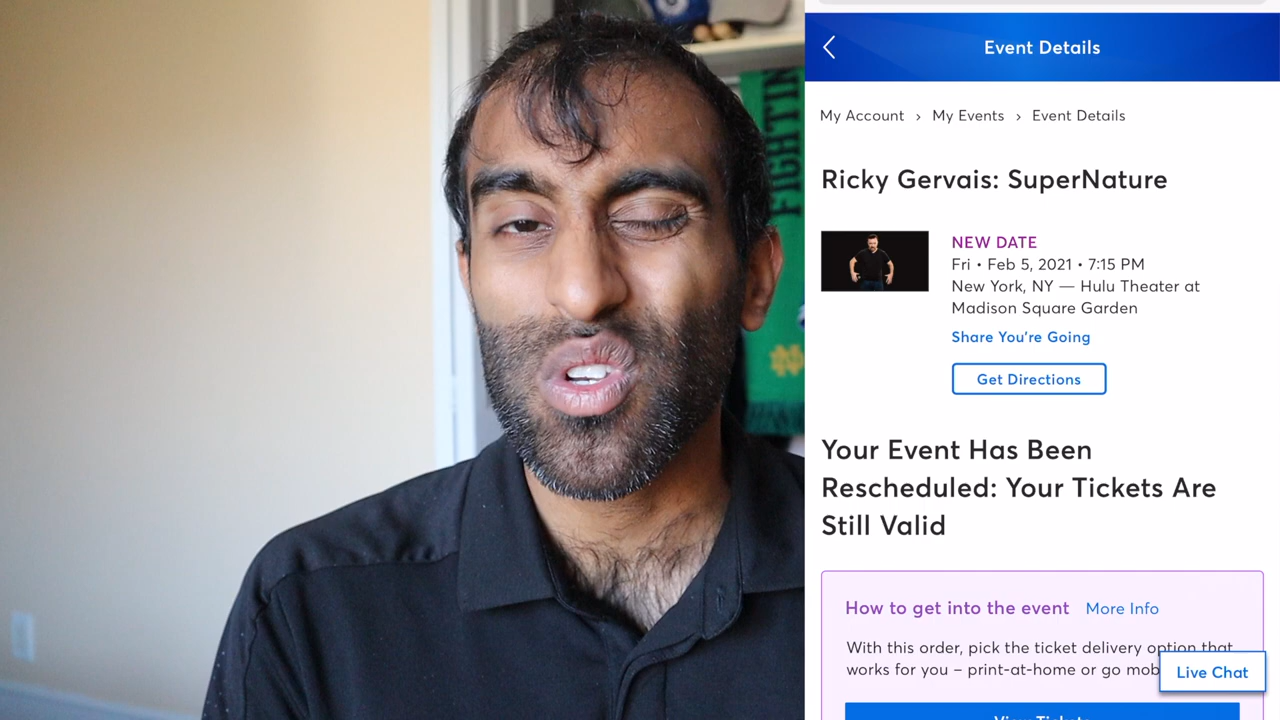 FIGHTIN
Event Details
My Account › My Events › Event Details
Ricky Gervais: SuperNature
NEW DATE
Fri • Feb 5, 2021 • 7:15 PM
New York, NY — Hulu Theater at
Madison Square Garden
Share You're Going
Get Directions
Your Event Has Been
Rescheduled: Your Tickets Are
Still Valid
How to get into the event More Info
With this order, pick the ticket delivery option that
works for you – print-at-home or go mob
Live Chat
View Tickets